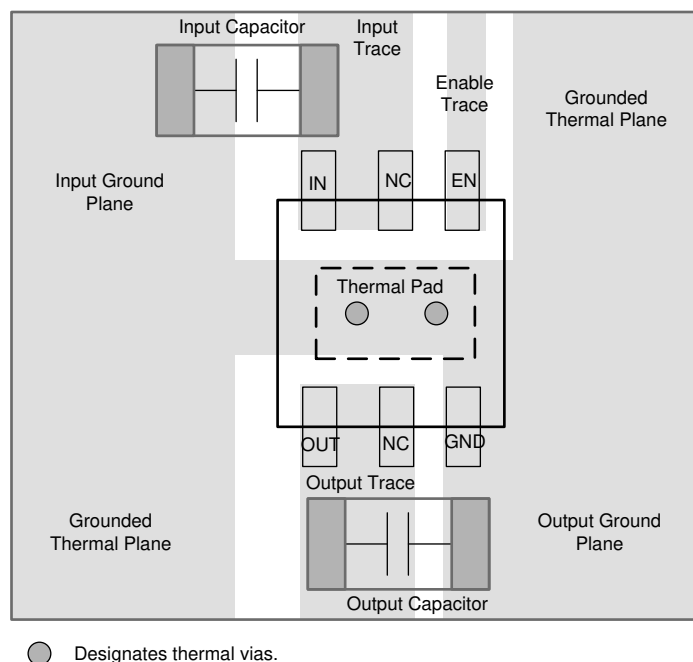 Input Capacitor
Input
Trace
Enable
Trace
Grounded
Thermal Plane
Input Ground
Plane
IN
NC
EN
Thermal Pad
OUT
NC
GND
Output Trace
Grounded
Thermal Plane
Output Ground
Plane
Output Capacitor
Designates thermal vias.